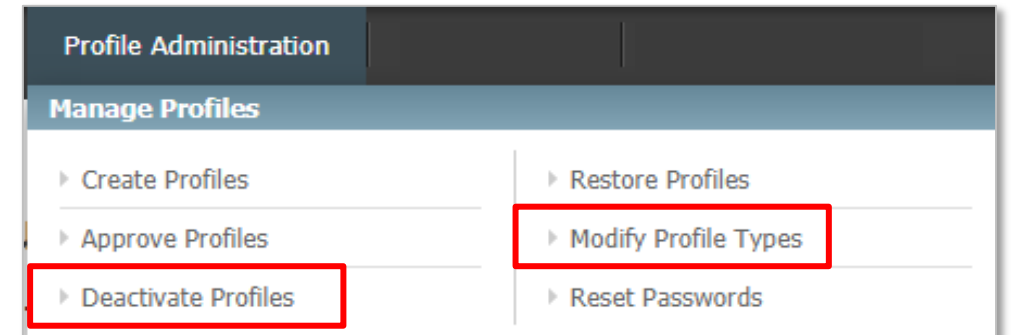 Profile Administration
Manage Profiles
Create Profiles
Restore Profiles
Approve Profiles
Modify Profile Types
Deactivate Profiles
Reset Passwords